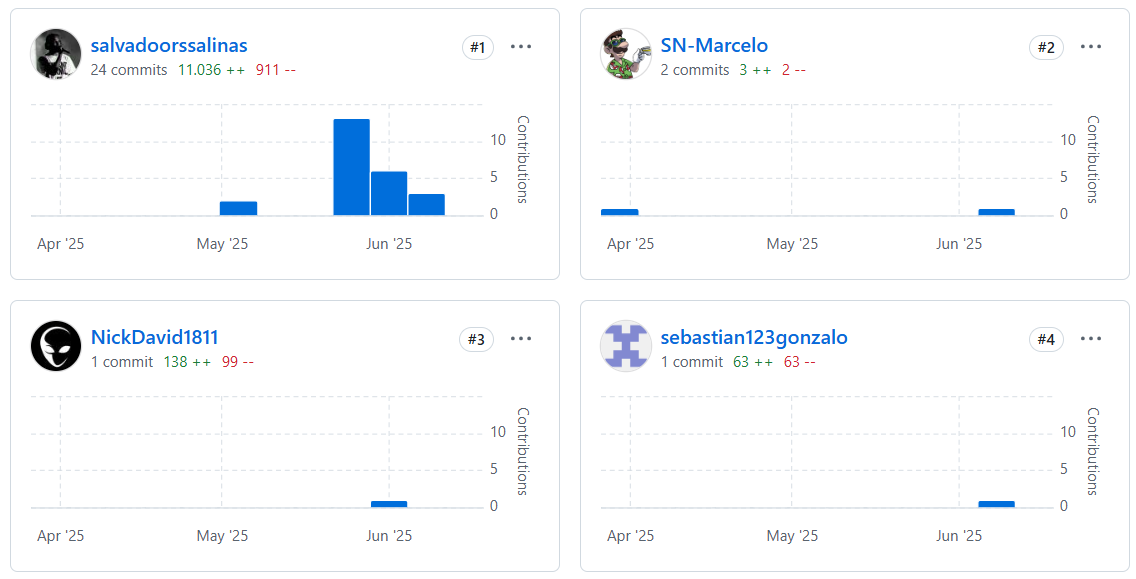 salvadoorssalinas #1
24 commits 11.036 ++ 911 --
Contributions
10
5
0
Apr '25 May '25 Jun '25
SN-Marcelo #2
2 commits 3 ++ 2 --
Contributions
10
5
0
Apr '25 May '25 Jun '25
NickDavid1811 #3
1 commit 138 ++ 99 --
Contributions
10
5
0
Apr '25 May '25 Jun '25
sebastian123gonzalo #4
1 commit 63 ++ 63 --
Contributions
10
5
0
Apr '25 May '25 Jun '25